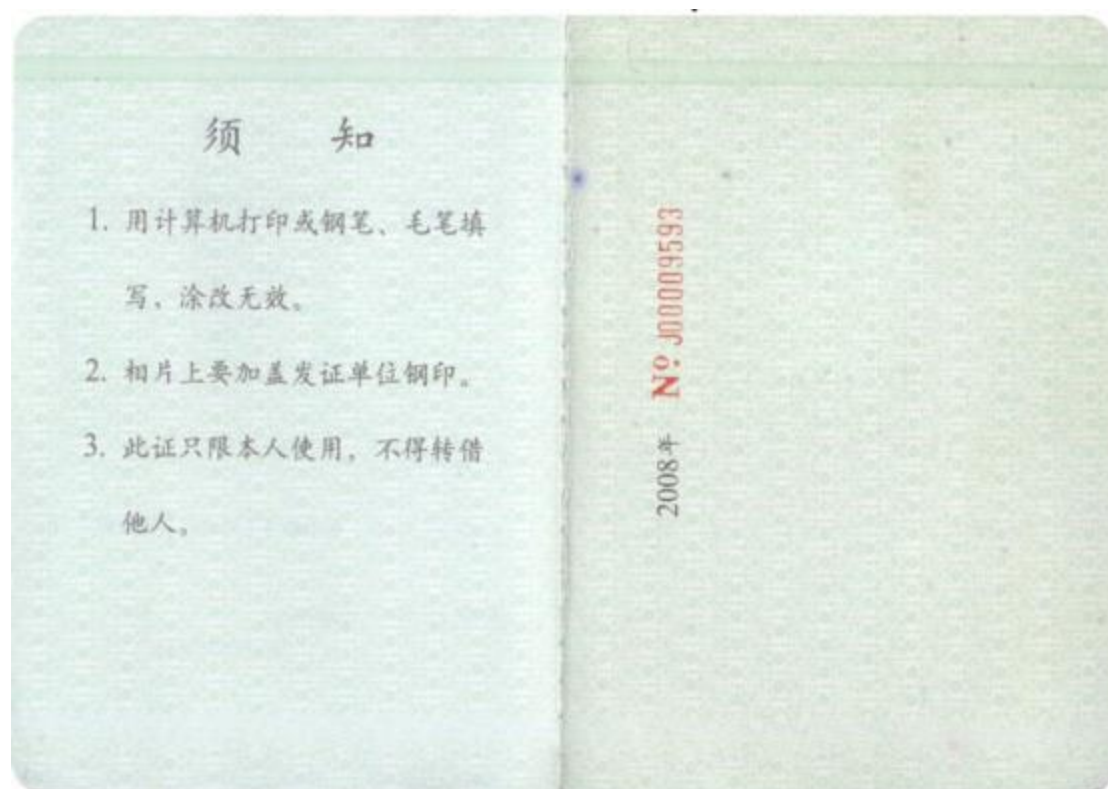 须 知
1. 用计算机打印或钢笔、毛笔填
写，涂改无效。
2. 相片上要加盖发证单位钢印。
3. 此证只限本人使用，不得转借
他人。
2008年 Nº J00009593